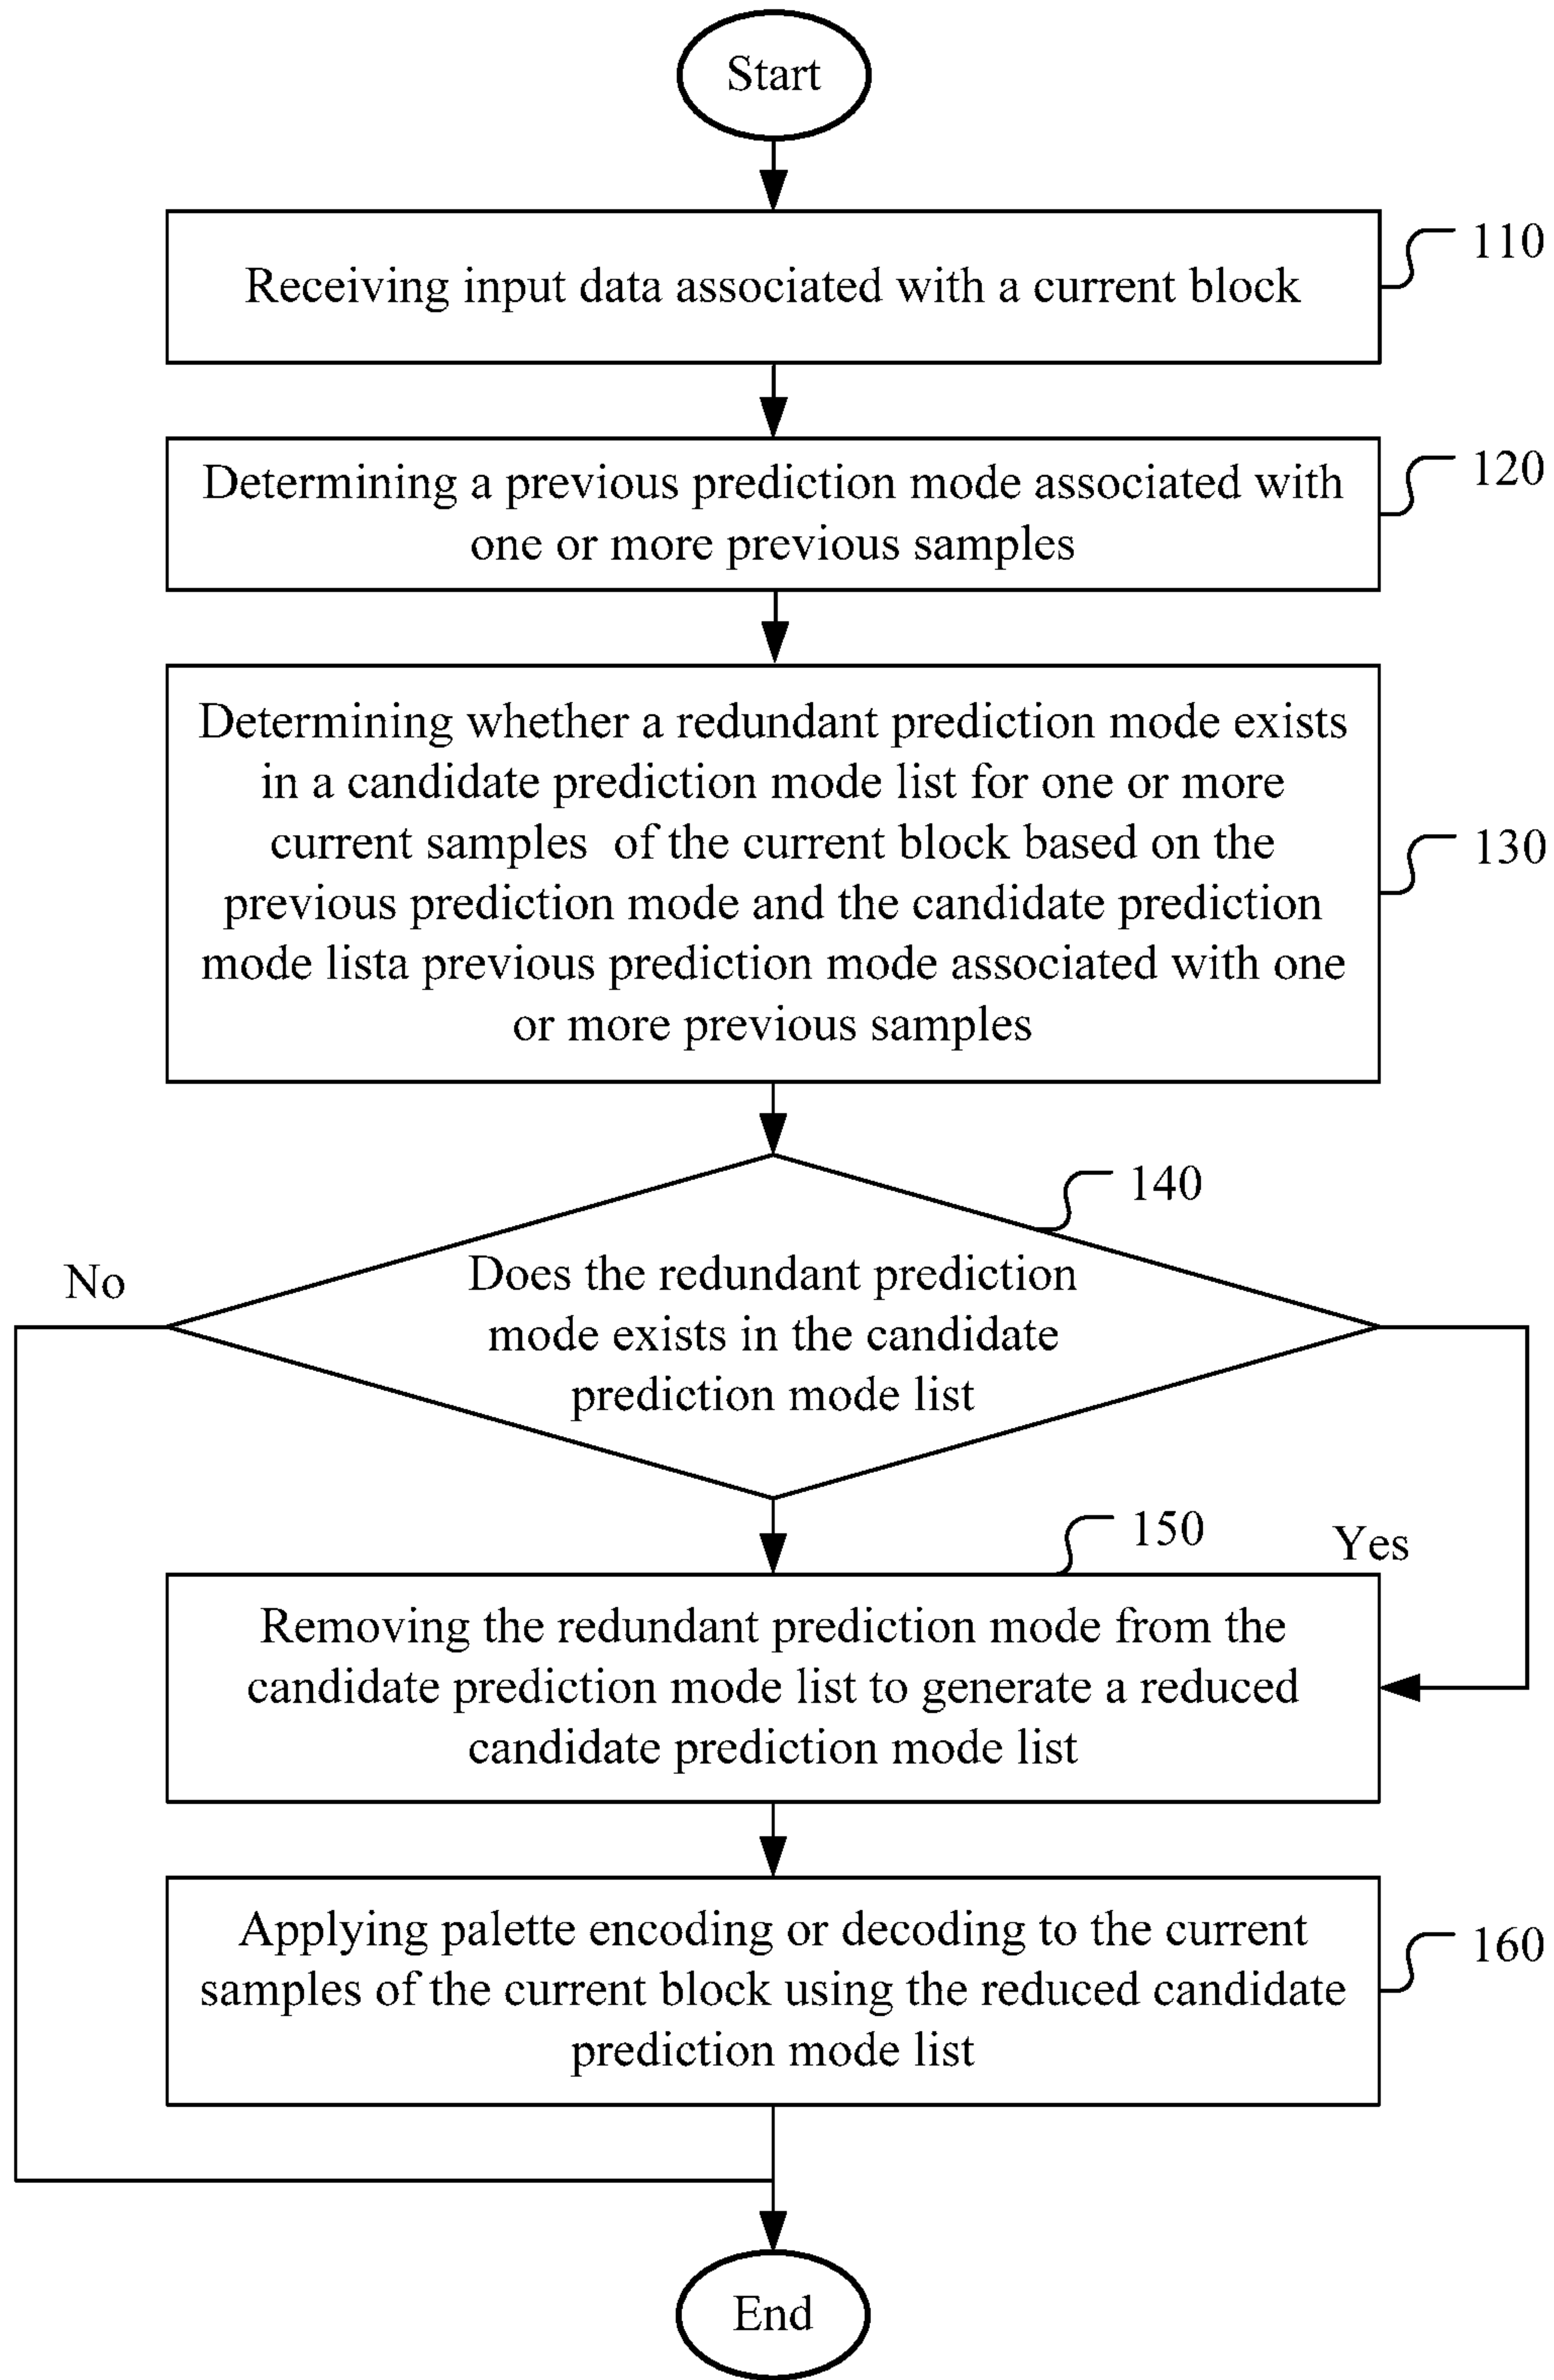 Start
Receiving input data associated with a current block
110
Determining a previous prediction mode associated with
one or more previous samples
120
Determining whether a redundant prediction mode exists
in a candidate prediction mode list for one or more
current samples  of the current block based on the
previous prediction mode and the candidate prediction
mode lista previous prediction mode associated with one
or more previous samples
130
140
No
Does the redundant prediction
mode exists in the candidate
prediction mode list
150
Yes
Removing the redundant prediction mode from the
candidate prediction mode list to generate a reduced
candidate prediction mode list
Applying palette encoding or decoding to the current
samples of the current block using the reduced candidate
prediction mode list
160
End